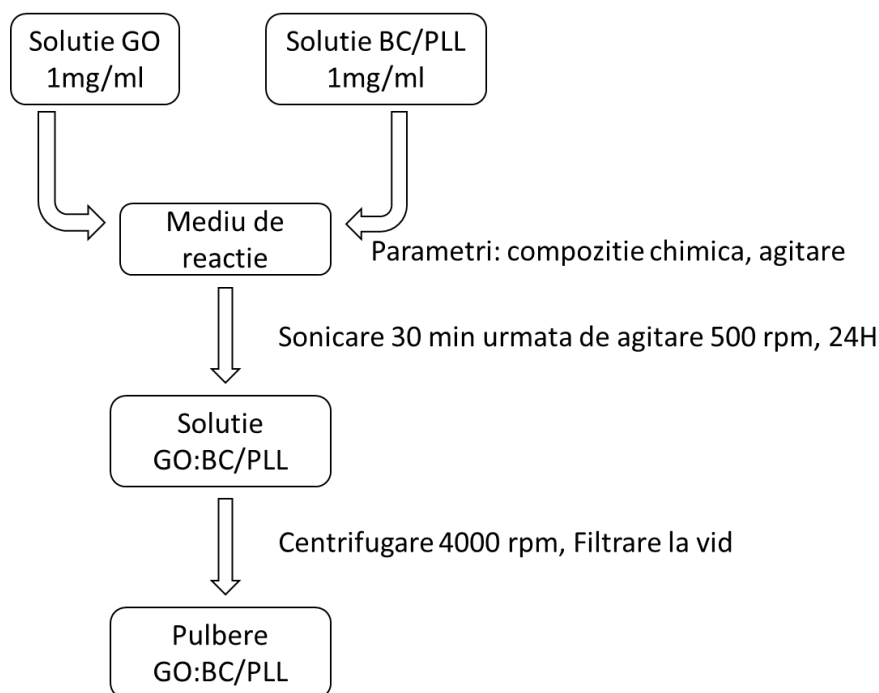 Solutie GO
1mg/ml
Solutie BC/PLL
1mg/ml
Mediu de
reactie
Parametri: compozitie chimica, agitare
Sonicare 30 min urmata de agitare 500 rpm, 24H
Solutie
GO:BC/PLL
Centrifugare 4000 rpm, Filtrare la vid
Pulbere
GO:BC/PLL